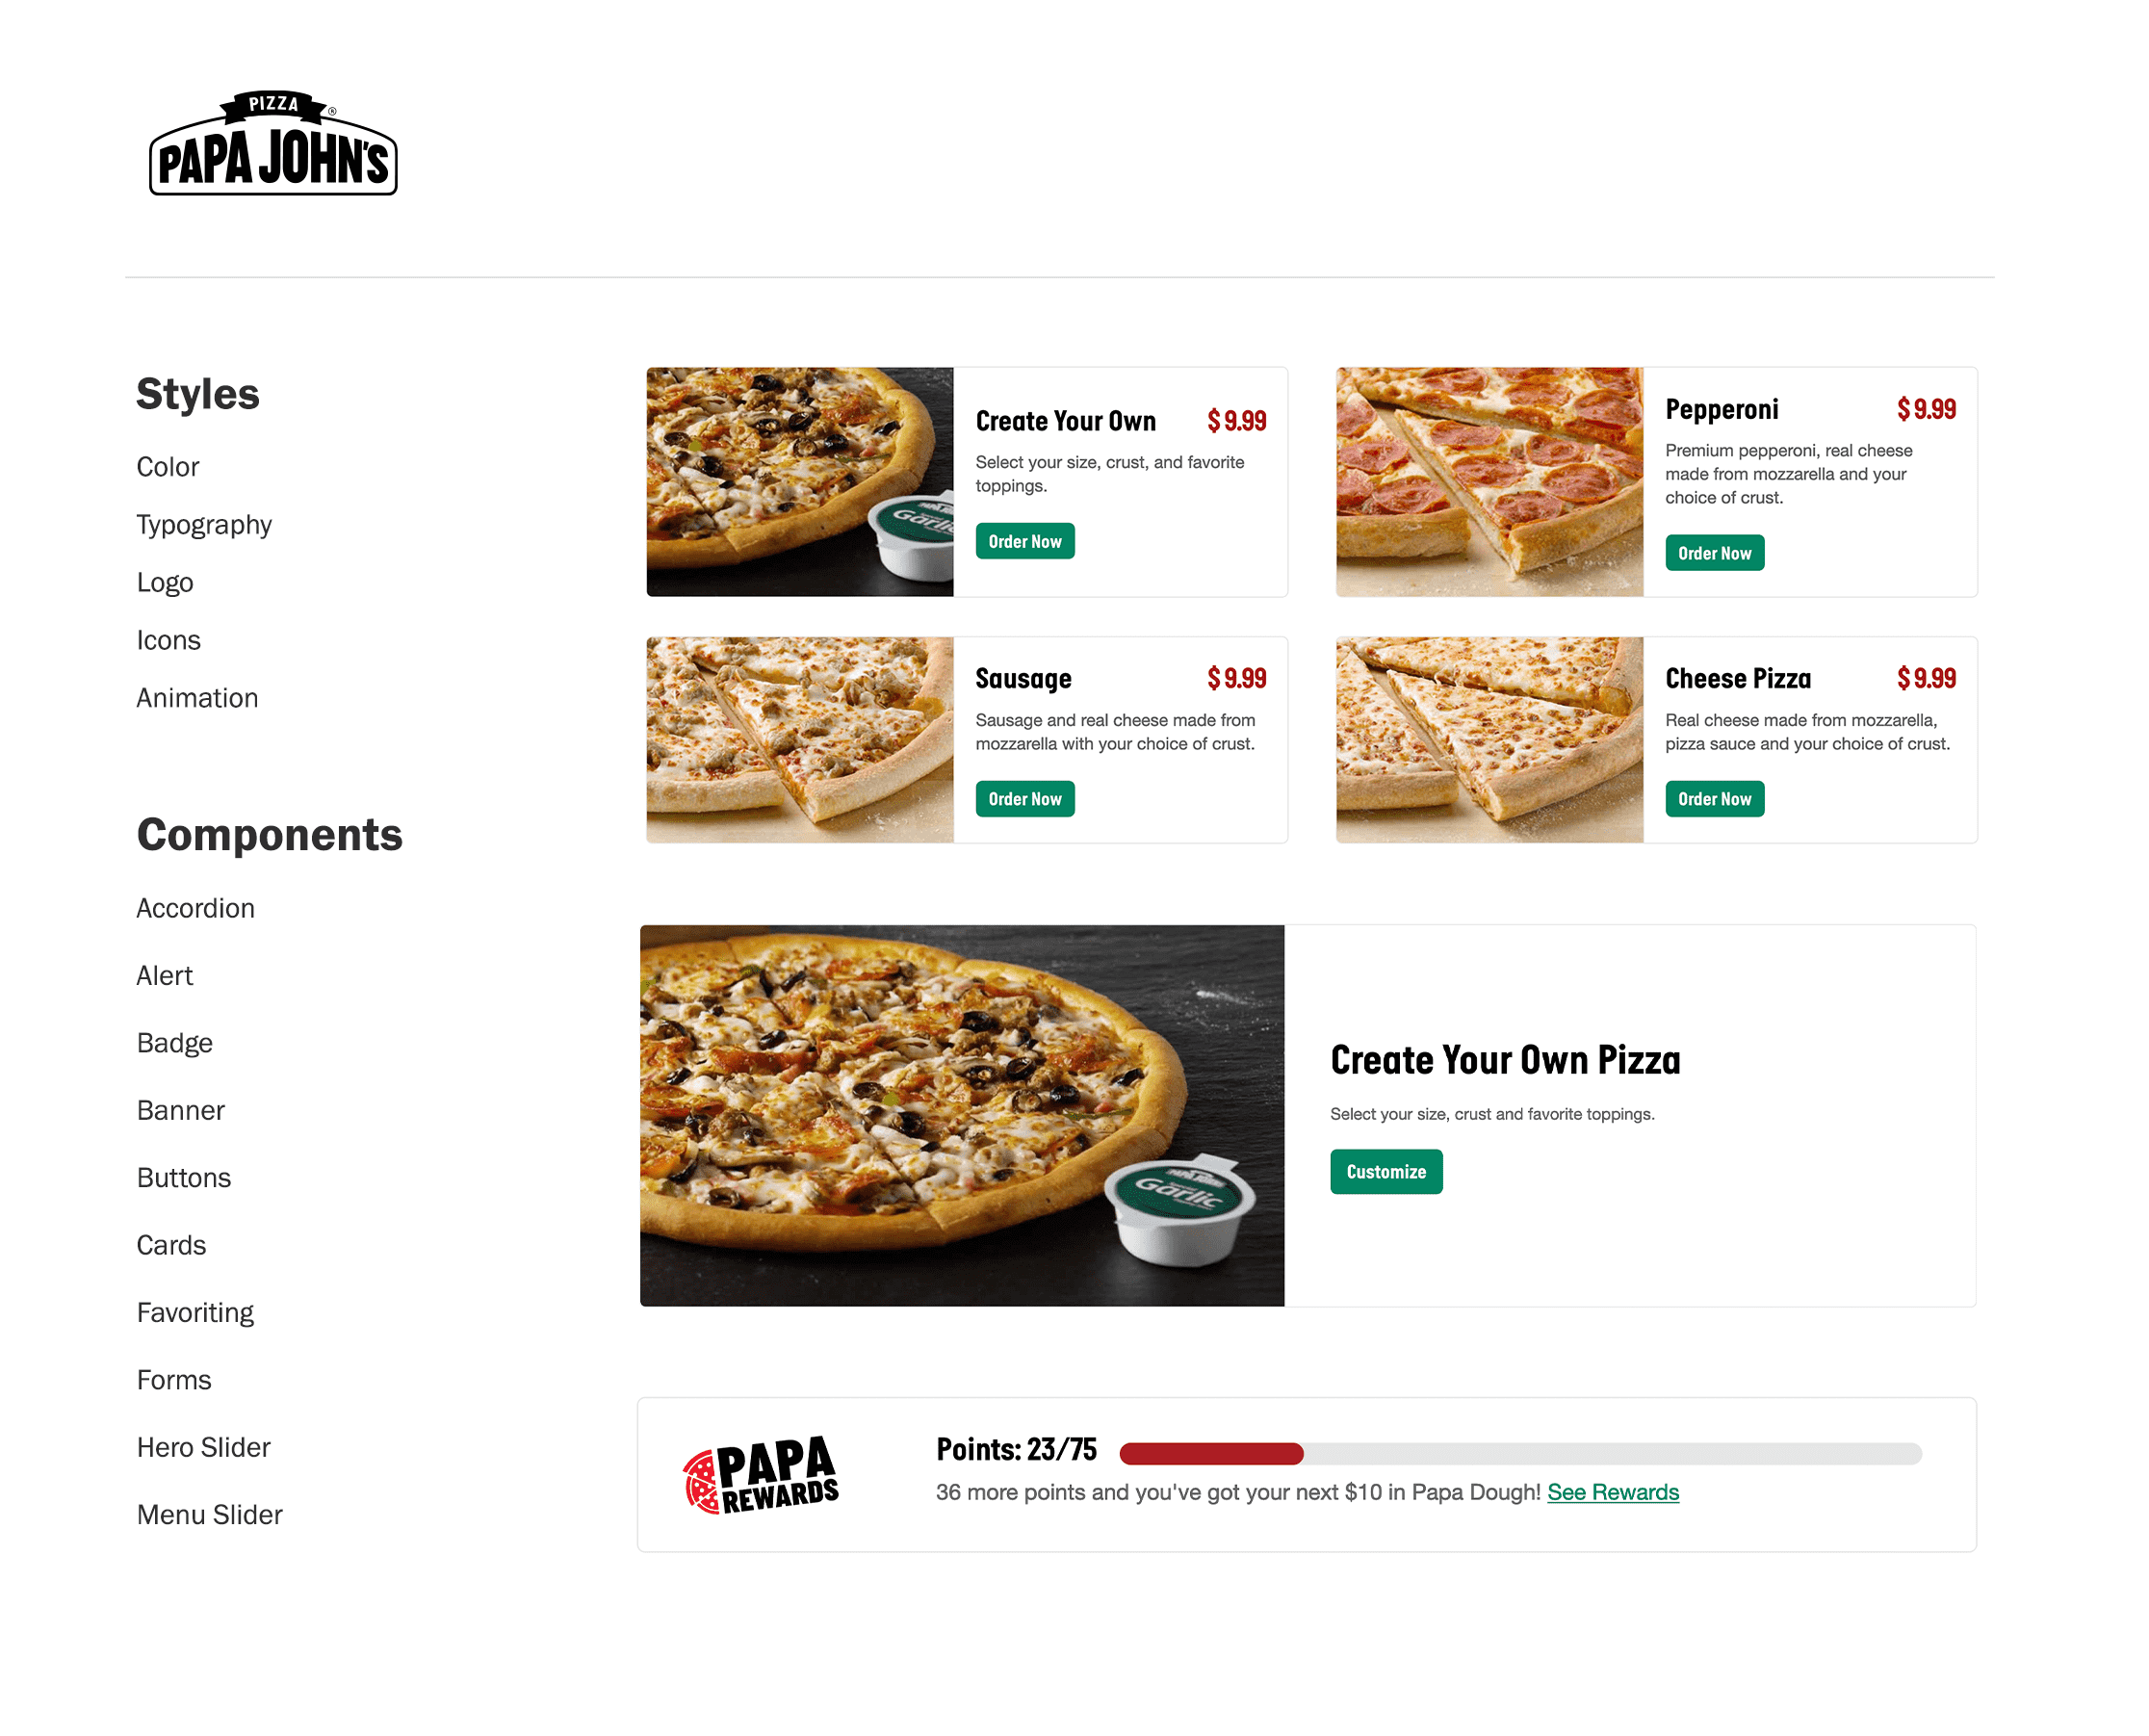 PIZZA
®
PAPA JOHN'S
Styles
Color
Typography
Logo
Icons
Animation
Components
Accordion
Alert
Badge
Banner
Buttons
Cards
Favoriting
Forms
Hero Slider
Menu Slider
Create Your Own $ 9.99
Select your size, crust, and favorite
toppings.
Order Now
Pepperoni $ 9.99
Premium pepperoni, real cheese
made from mozzarella and your
choice of crust.
Order Now
Sausage $ 9.99
Sausage and real cheese made from
mozzarella with your choice of crust.
Order Now
Cheese Pizza $ 9.99
Real cheese made from mozzarella,
pizza sauce and your choice of crust.
Order Now
PAPA JOHN'S
Garlic
Create Your Own Pizza
Select your size, crust and favorite toppings.
Customize
PAPA
REWARDS
Points: 23/75
36 more points and you've got your next $10 in Papa Dough! See Rewards